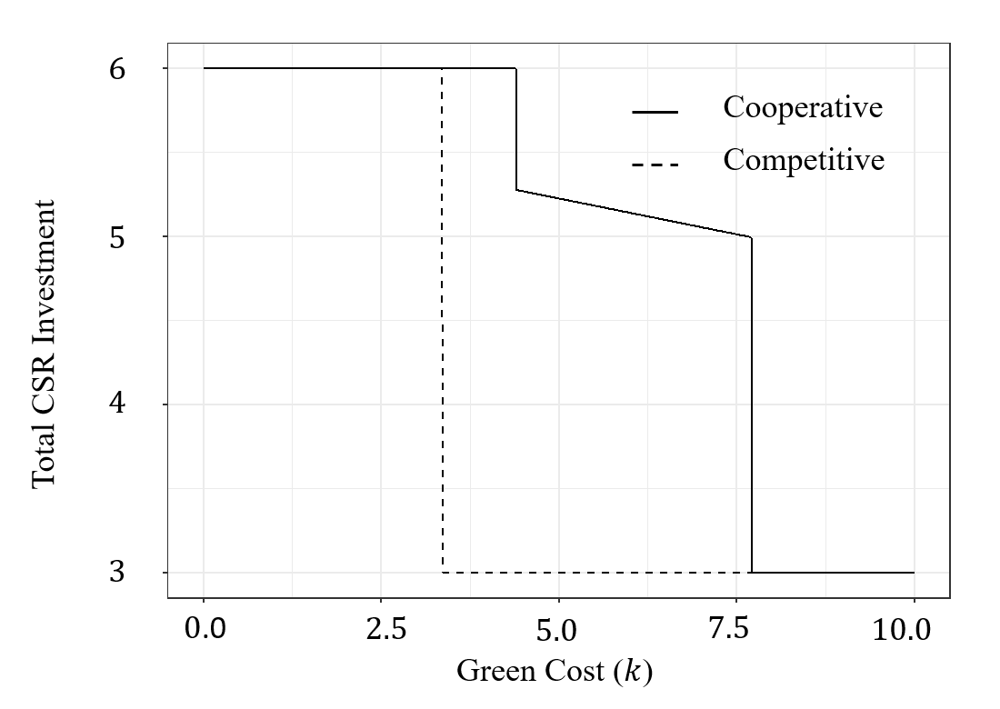 6
Cooperative
Competitive
5
Total CSR Investment
4
3
0.0 2.5 5.0 7.5 10.0
Green Cost (k)